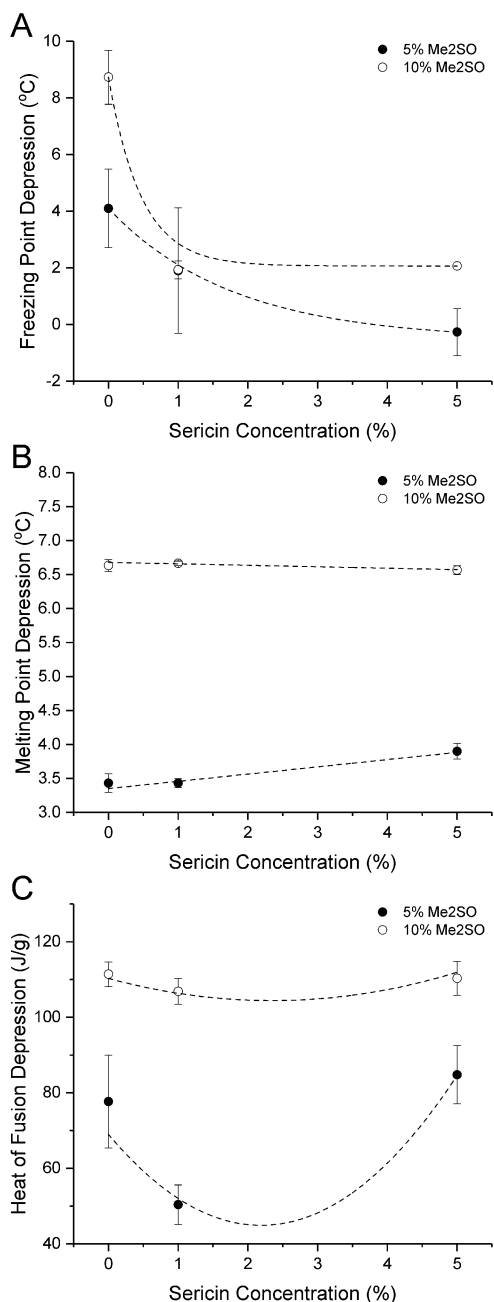 A
5% Me2SO
10% Me2SO
10
8
6
4
2
0
-2
Freezing Point Depression (⁰C)
0 1 2 3 4 5
Sericin Concentration (%)
B
5% Me2SO
10% Me2SO
8.0
7.5
7.0
6.5
6.0
5.5
5.0
4.5
4.0
3.5
3.0
Melting Point Depression (⁰C)
0 1 2 3 4 5
Sericin Concentration (%)
C
5% Me2SO
10% Me2SO
120
100
80
60
40
Heat of Fusion Depression (J/g)
0 1 2 3 4 5
Sericin Concentration (%)